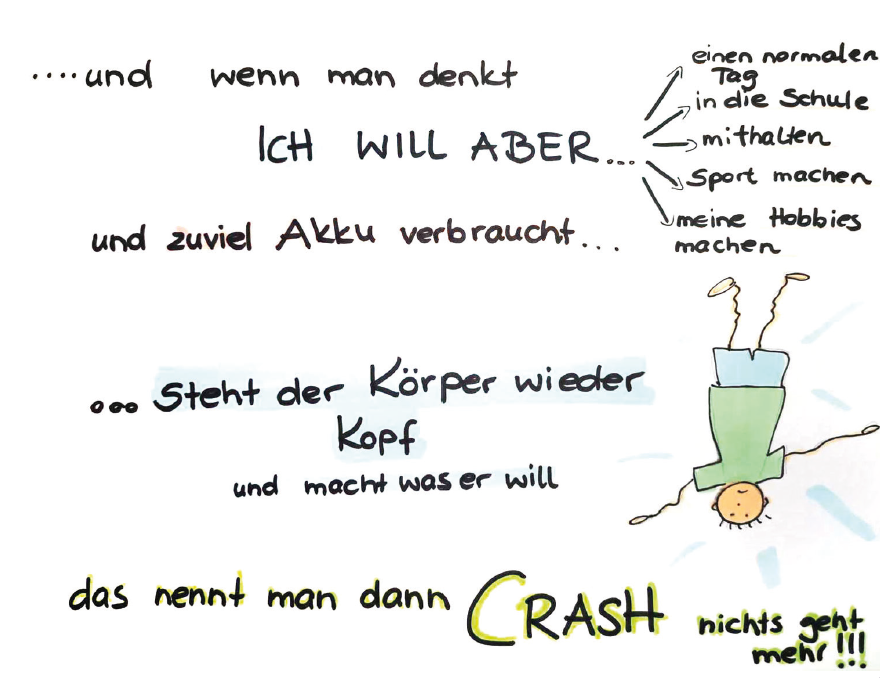 ....und wenn man denkt
ICH WILL ABER...
einen normalen
Tag
in die Schule
mithalten
Sport machen
meine Hobbies
machen
und zuviel Akku verbraucht...
... steht der Körper wieder
Kopf
und macht was er will
das nennt man dann CRASH nichts geht
mehr!!!